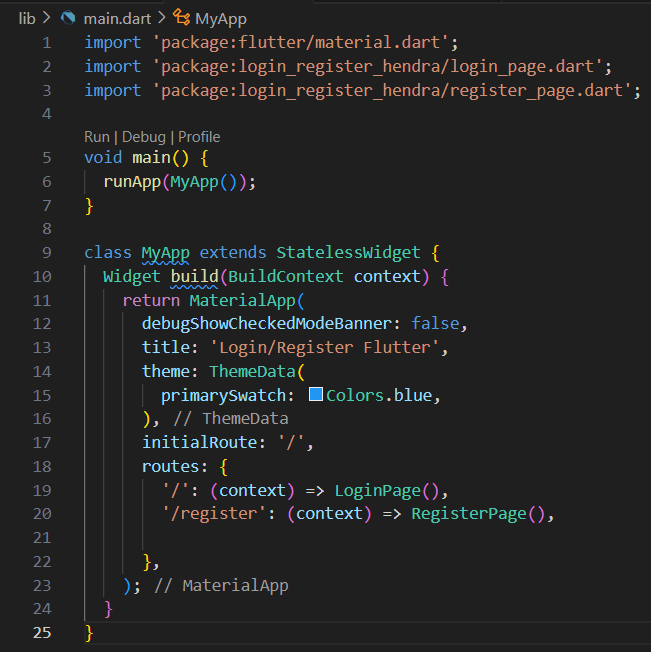 lib > main.dart > MyApp
1 import 'package:flutter/material.dart';
2 import 'package:login_register_hendra/login_page.dart';
3 import 'package:login_register_hendra/register_page.dart';
4
Run | Debug | Profile
5 void main() {
6   runApp(MyApp());
7 }
8
9 class MyApp extends StatelessWidget {
10   Widget build(BuildContext context) {
11     return MaterialApp(
12       debugShowCheckedModeBanner: false,
13       title: 'Login/Register Flutter',
14       theme: ThemeData(
15         primarySwatch: Colors.blue,
16       ), // ThemeData
17       initialRoute: '/',
18       routes: {
19         '/': (context) => LoginPage(),
20         '/register': (context) => RegisterPage(),
21
22       },
23     ); // MaterialApp
24   }
25 }